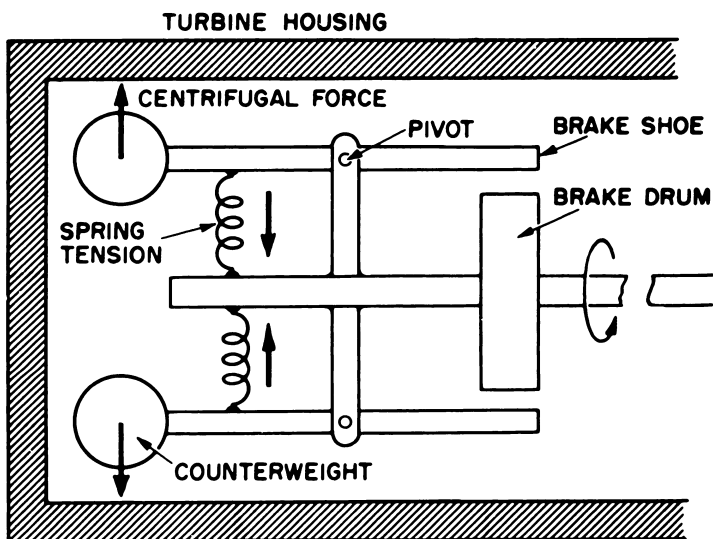 TURBINE HOUSING
CENTRIFUGAL FORCE
PIVOT
BRAKE SHOE
BRAKE DRUM
SPRING
TENSION
COUNTERWEIGHT